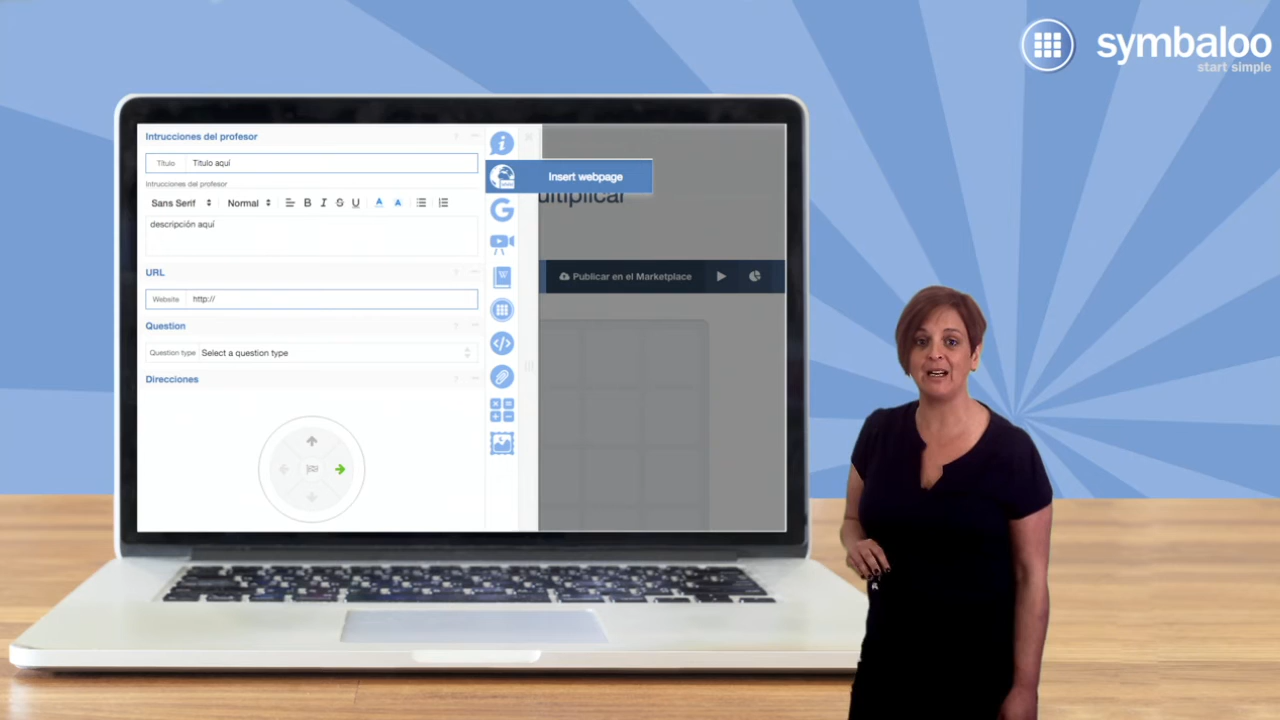 symbaloo
start simple
Intrucciones del profesor
Título Titulo aquí
Intrucciones del profesor
Sans Serif Normal B I S U A A
descripción aquí
URL
Website http://
Question
Question type Select a question type
Direcciones
Insert webpage
ultiplicar
Publicar en el Marketplace
G
W